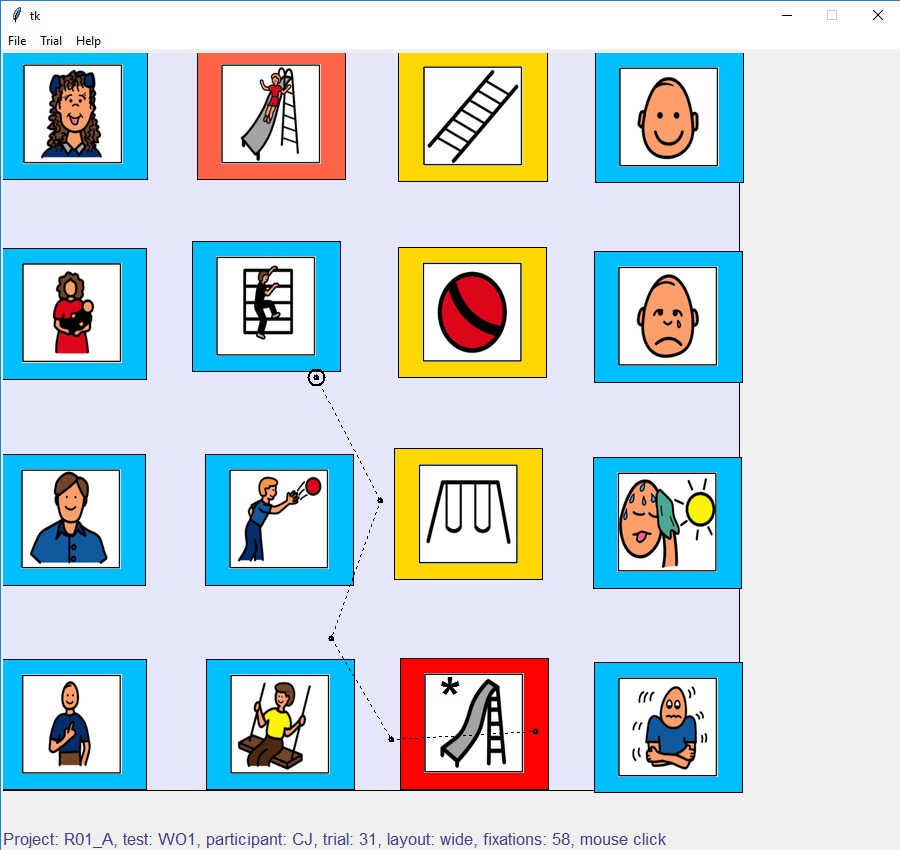 tk
File Trial Help
*
Project: R01_A, test: WO1, participant: CJ, trial: 31, layout: wide, fixations: 58, mouse click